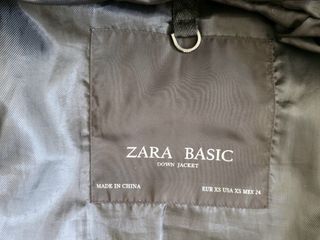 ZARA BASIC
DOWN JACKET
MADE IN CHINA
EUR XS USA XS MEX 24